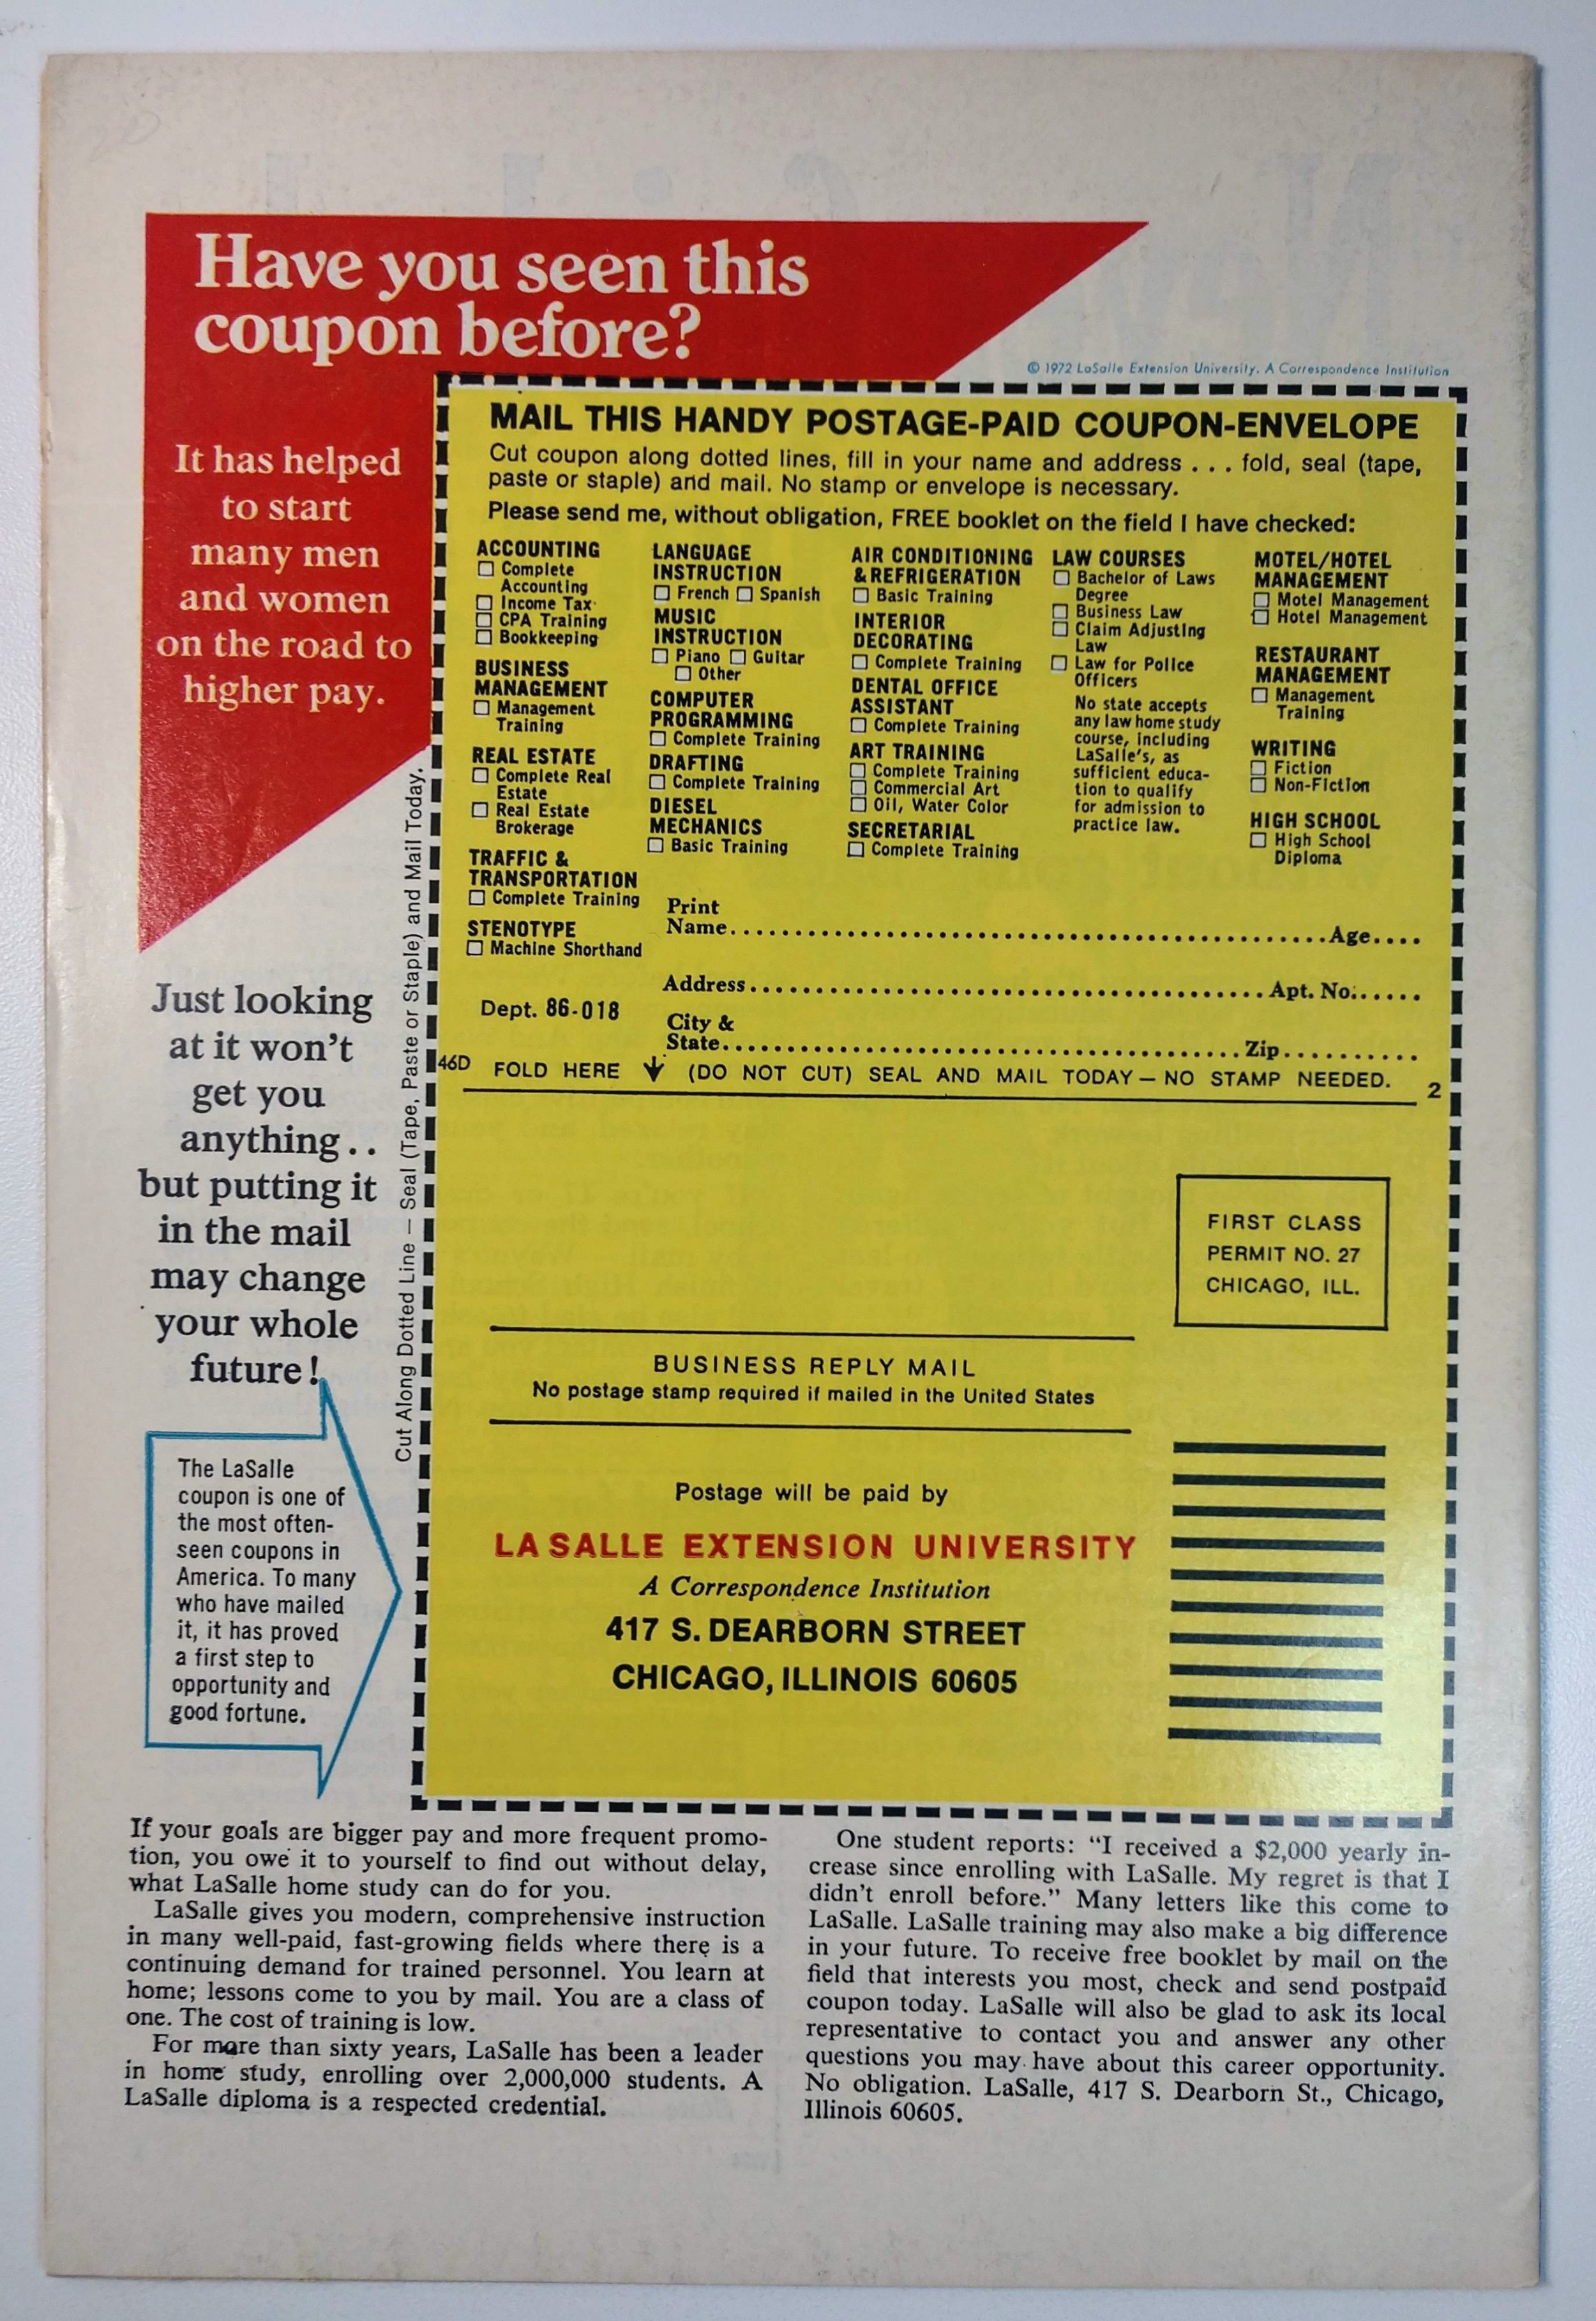 Have you seen this
coupon before?
© 1972 LaSalle Extension University. A Correspondence Institution
It has helped
to start
many men
and women
on the road to
higher pay.
Just looking
at it won't
get you
anything..
but putting it
in the mail
may change
your whole
future!
The LaSalle
coupon is one of
the most often-
seen coupons in
America. To many
who have mailed
it, it has proved
a first step to
opportunity and
good fortune.
Cut Along Dotted Line — Seal (Tape, Paste or Staple) and Mail Today.
MAIL THIS HANDY POSTAGE-PAID COUPON-ENVELOPE
Cut coupon along dotted lines, fill in your name and address . . . fold, seal (tape,
paste or staple) and mail. No stamp or envelope is necessary.
Please send me, without obligation, FREE booklet on the field I have checked:
ACCOUNTING
☐ Complete
Accounting
☐ Income Tax
☐ CPA Training
☐ Bookkeeping
BUSINESS
MANAGEMENT
☐ Management
Training
REAL ESTATE
☐ Complete Real
Estate
☐ Real Estate
Brokerage
TRAFFIC &
TRANSPORTATION
☐ Complete Training
STENOTYPE
☐ Machine Shorthand
LANGUAGE
INSTRUCTION
☐ French ☐ Spanish
MUSIC
INSTRUCTION
☐ Piano ☐ Guitar
☐ Other
COMPUTER
PROGRAMMING
☐ Complete Training
DRAFTING
☐ Complete Training
DIESEL
MECHANICS
☐ Basic Training
AIR CONDITIONING
& REFRIGERATION
☐ Basic Training
INTERIOR
DECORATING
☐ Complete Training
DENTAL OFFICE
ASSISTANT
☐ Complete Training
ART TRAINING
☐ Complete Training
☐ Commercial Art
☐ Oil, Water Color
SECRETARIAL
☐ Complete Training
LAW COURSES
☐ Bachelor of Laws
Degree
☐ Business Law
☐ Claim Adjusting
Law
☐ Law for Police
Officers
No state accepts
any law home study
course, including
LaSalle's, as
sufficient educa-
tion to qualify
for admission to
practice law.
MOTEL/HOTEL
MANAGEMENT
☐ Motel Management
☐ Hotel Management
RESTAURANT
MANAGEMENT
☐ Management
Training
WRITING
☐ Fiction
☐ Non-Fiction
HIGH SCHOOL
☐ High School
Diploma
Print
Name........................................Age....
Address........................................Apt. No......
Dept. 86-018
City &
State........................................Zip..........
46D FOLD HERE ↓ (DO NOT CUT) SEAL AND MAIL TODAY — NO STAMP NEEDED. 2
FIRST CLASS
PERMIT NO. 27
CHICAGO, ILL.
BUSINESS REPLY MAIL
No postage stamp required if mailed in the United States
Postage will be paid by
LA SALLE EXTENSION UNIVERSITY
A Correspondence Institution
417 S. DEARBORN STREET
CHICAGO, ILLINOIS 60605
If your goals are bigger pay and more frequent promo-
tion, you owe it to yourself to find out without delay,
what LaSalle home study can do for you.
LaSalle gives you modern, comprehensive instruction
in many well-paid, fast-growing fields where there is a
continuing demand for trained personnel. You learn at
home; lessons come to you by mail. You are a class of
one. The cost of training is low.
For more than sixty years, LaSalle has been a leader
in home study, enrolling over 2,000,000 students. A
LaSalle diploma is a respected credential.
One student reports: "I received a $2,000 yearly in-
crease since enrolling with LaSalle. My regret is that I
didn't enroll before." Many letters like this come to
LaSalle. LaSalle training may also make a big difference
in your future. To receive free booklet by mail on the
field that interests you most, check and send postpaid
coupon today. LaSalle will also be glad to ask its local
representative to contact you and answer any other
questions you may have about this career opportunity.
No obligation. LaSalle, 417 S. Dearborn St., Chicago,
Illinois 60605.